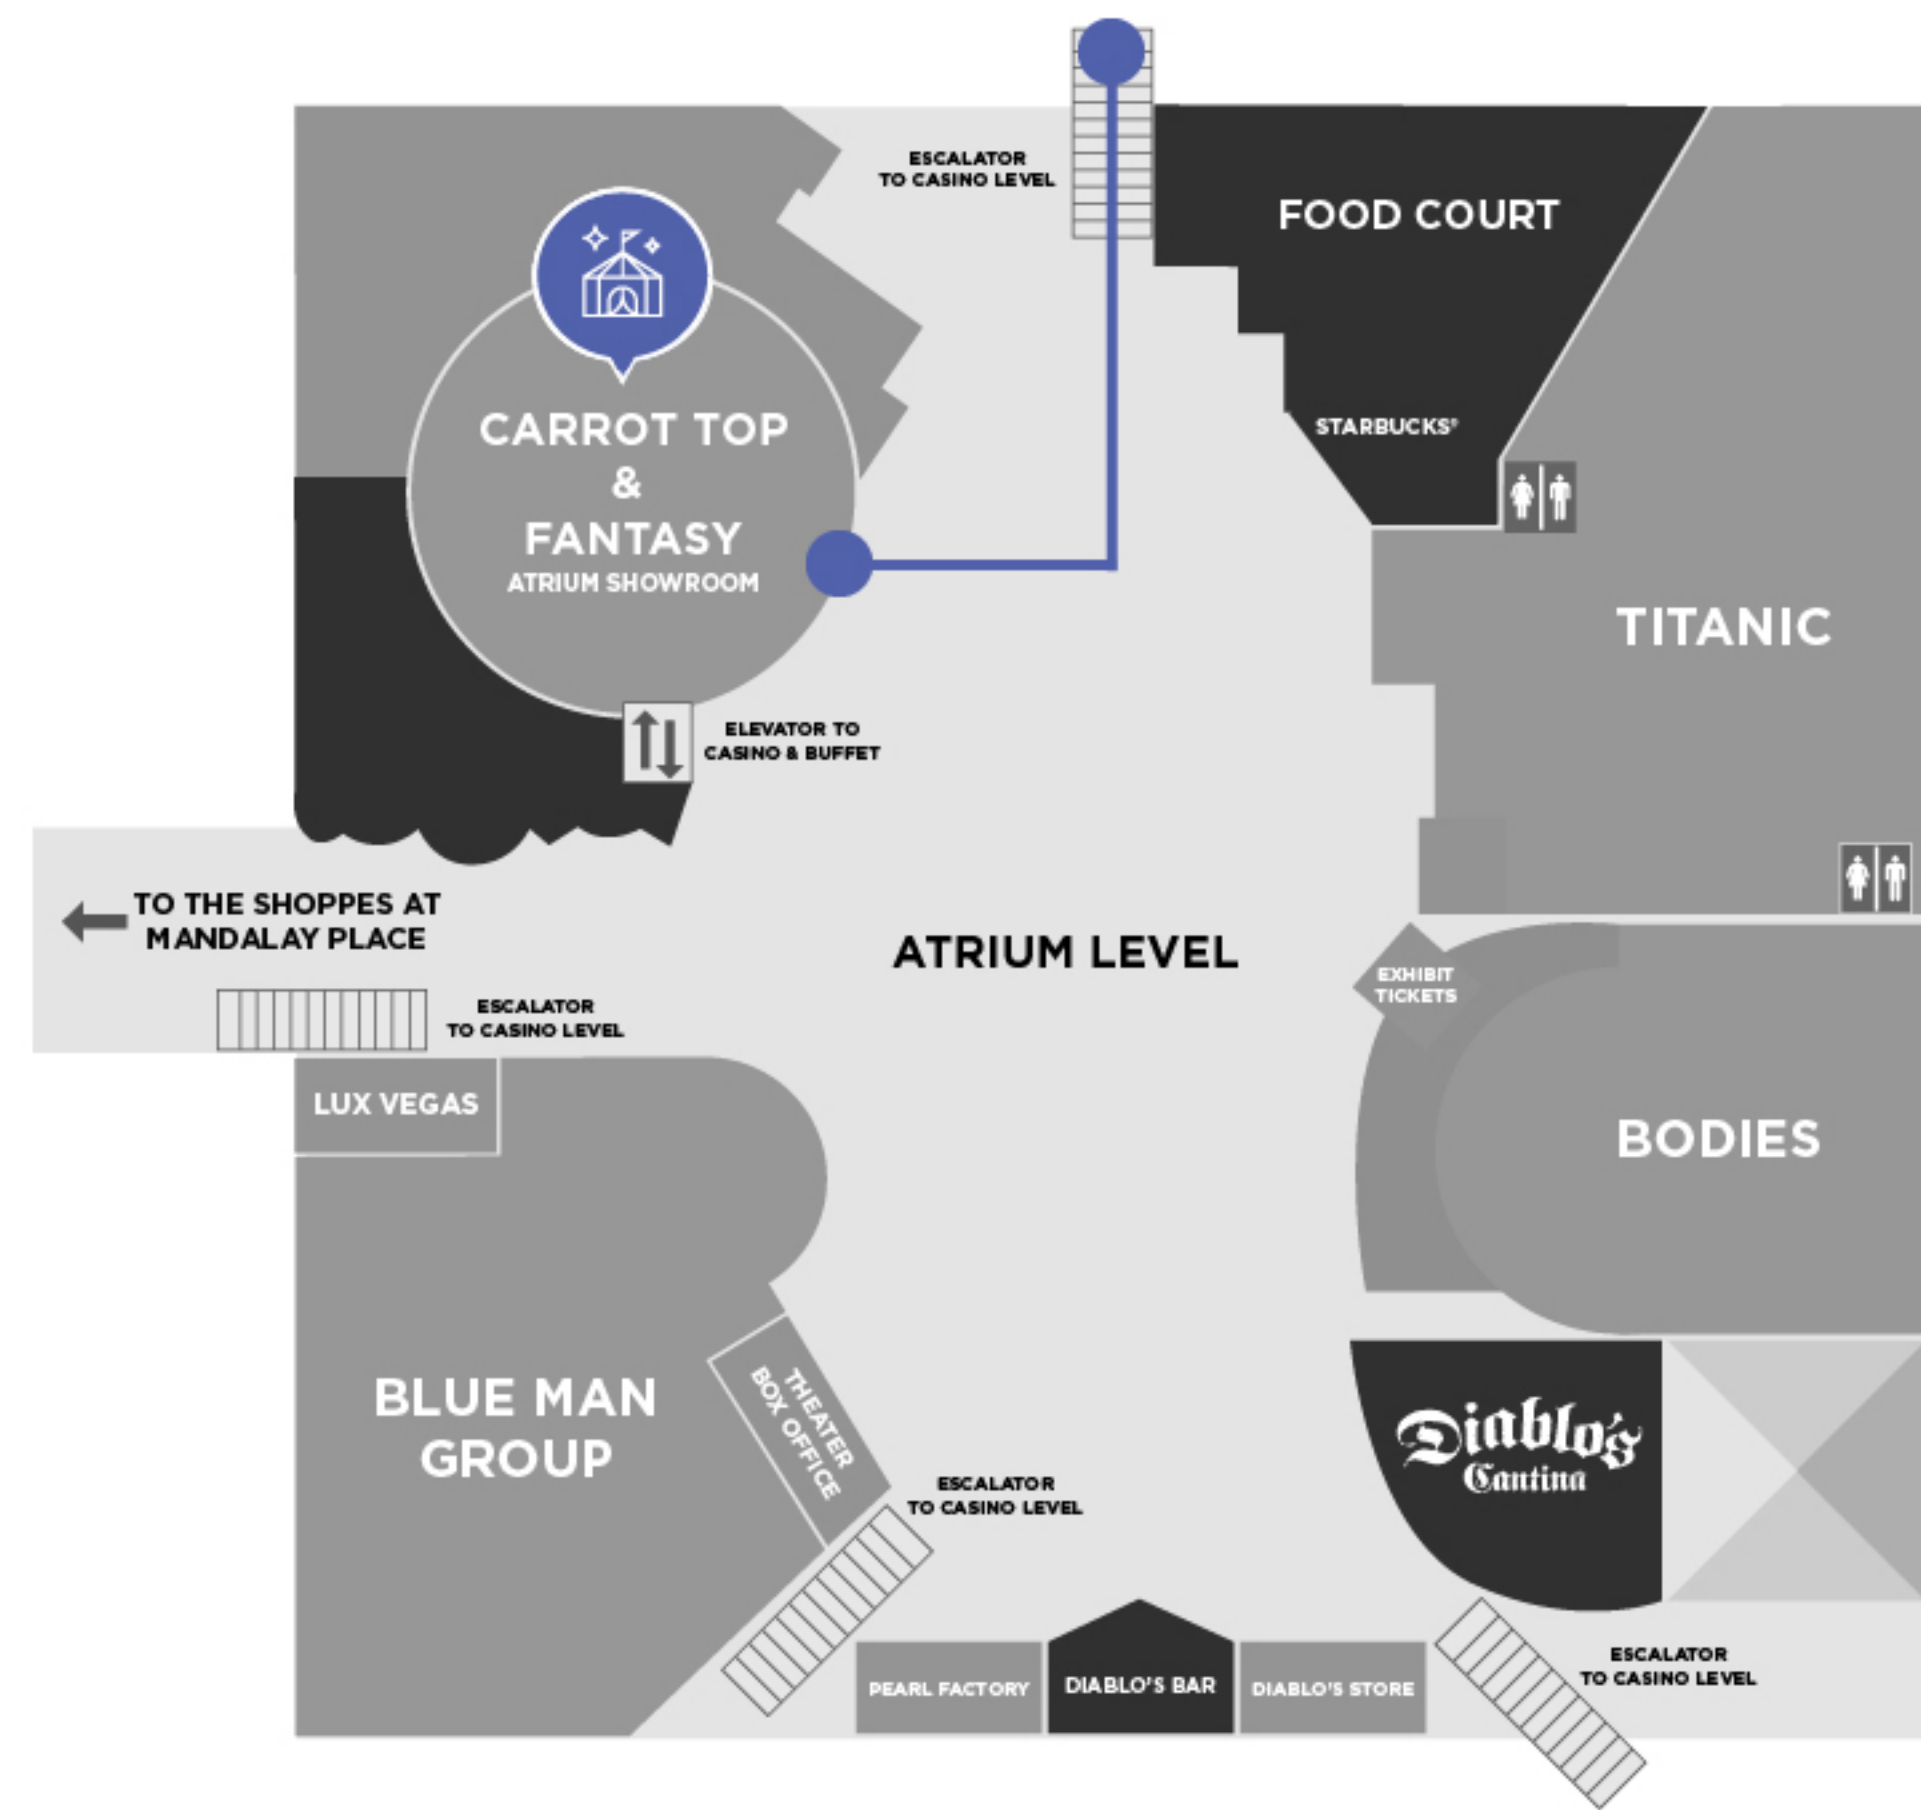 ESCALATOR
TO CASINO LEVEL
FOOD COURT
STARBUCKS®
CARROT TOP
&
FANTASY
ATRIUM SHOWROOM
TITANIC
ELEVATOR TO
CASINO & BUFFET
TO THE SHOPPES AT
MANDALAY PLACE
ATRIUM LEVEL
EXHIBIT
TICKETS
ESCALATOR
TO CASINO LEVEL
LUX VEGAS
BODIES
BLUE MAN
GROUP
THEATER
BOX OFFICE
Diablo's
Cantina
ESCALATOR
TO CASINO LEVEL
PEARL FACTORY
DIABLO'S BAR
DIABLO'S STORE
ESCALATOR
TO CASINO LEVEL